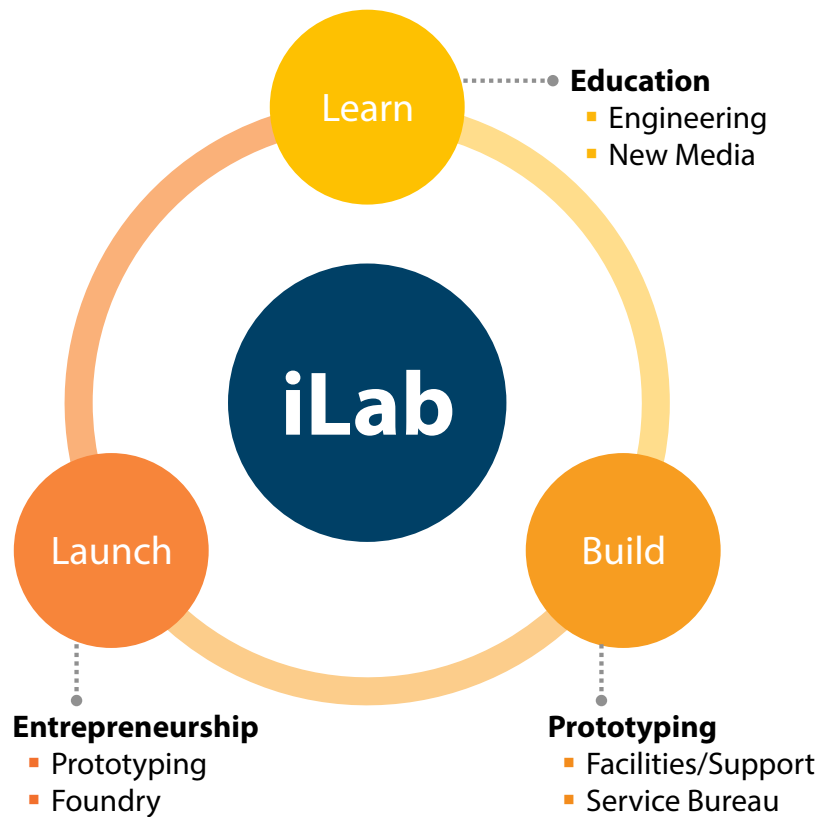 Learn
Education
▪ Engineering
▪ New Media
iLab
Launch
Build
Entrepreneurship
▪ Prototyping
▪ Foundry
Prototyping
▪ Facilities/Support
▪ Service Bureau